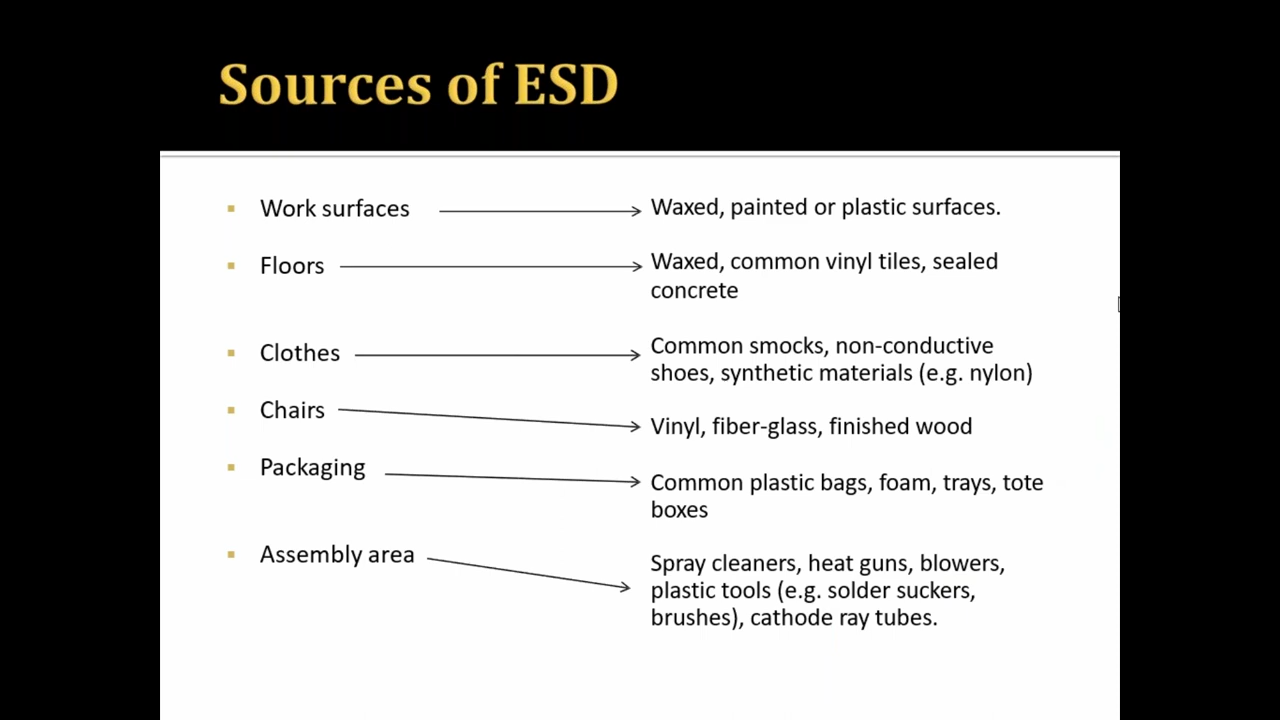 Sources of ESD
Work surfaces
Waxed, painted or plastic surfaces.
Floors
Waxed, common vinyl tiles, sealed
concrete
Clothes
Common smocks, non-conductive
shoes, synthetic materials (e.g. nylon)
Chairs
Vinyl, fiber-glass, finished wood
Packaging
Common plastic bags, foam, trays, tote
boxes
Assembly area
Spray cleaners, heat guns, blowers,
plastic tools (e.g. solder suckers,
brushes), cathode ray tubes.